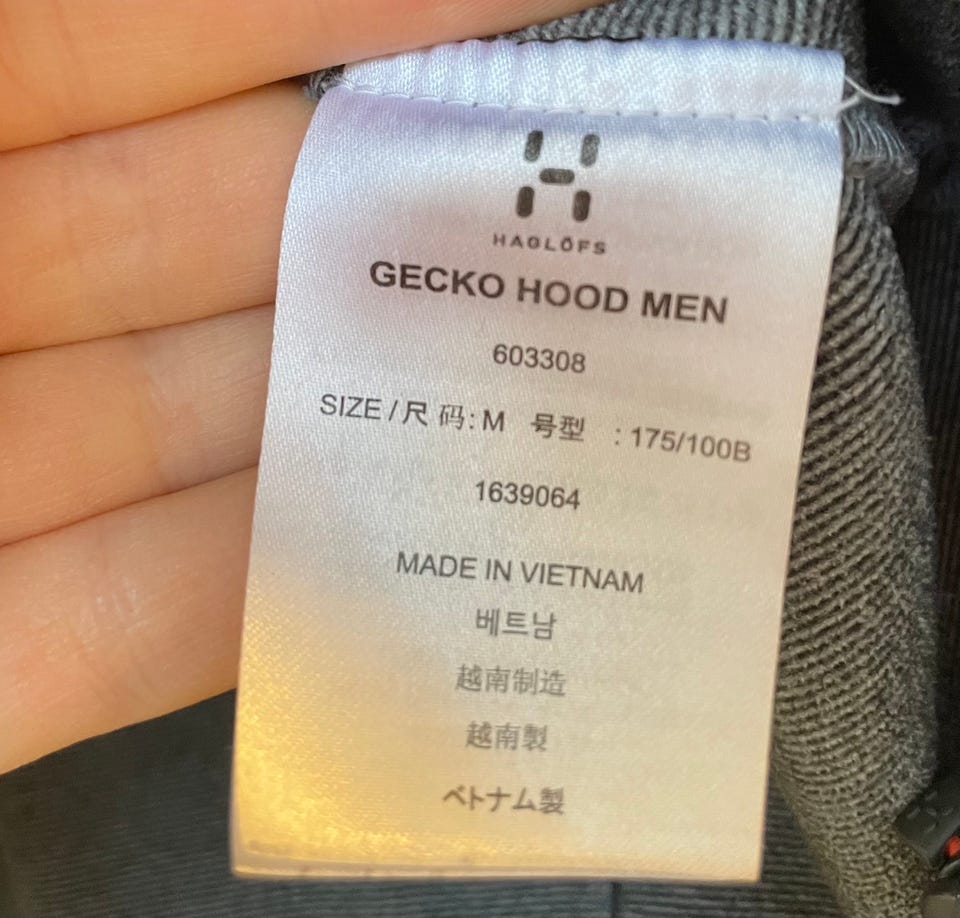 HAGLÖFS
GECKO HOOD MEN
603308
SIZE / 尺 码: M 号型 : 175/100B
1639064
MADE IN VIETNAM
베트남
越南制造
越南製
ベトナム製